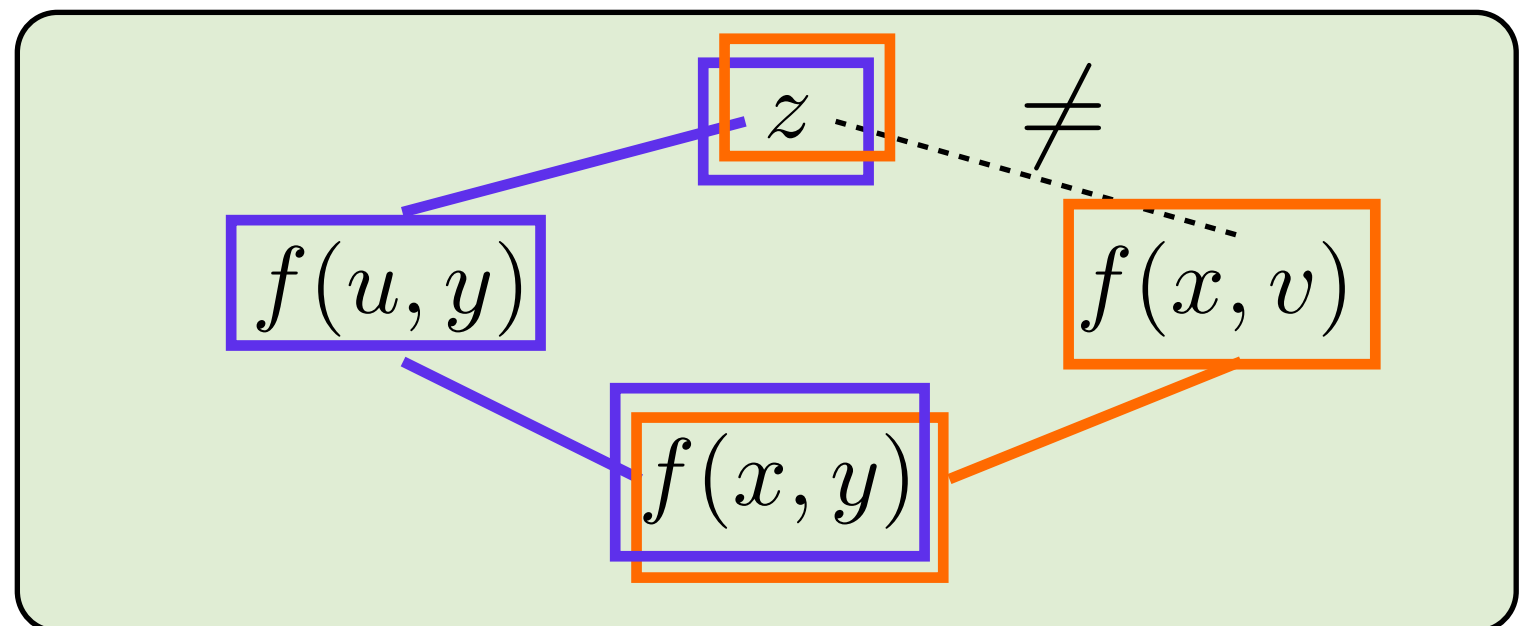 z ≠
f(u, y) f(x, v)
f(x, y)